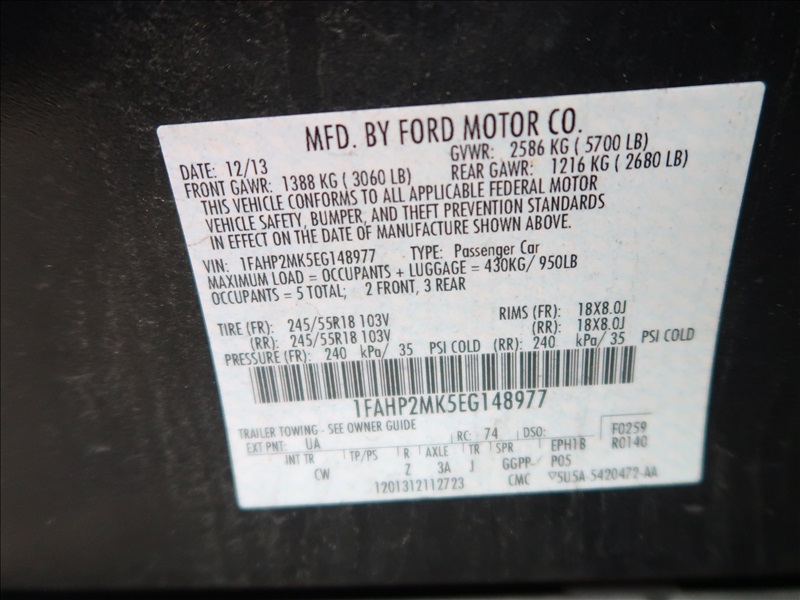 MFD. BY FORD MOTOR CO.
DATE: 12/13 GVWR: 2586 KG ( 5700 LB)
FRONT GAWR: 1388 KG ( 3060 LB) REAR GAWR: 1216 KG ( 2680 LB)
THIS VEHICLE CONFORMS TO ALL APPLICABLE FEDERAL MOTOR
VEHICLE SAFETY, BUMPER, AND THEFT PREVENTION STANDARDS
IN EFFECT ON THE DATE OF MANUFACTURE SHOWN ABOVE.
VIN: 1FAHP2MK5EG148977 TYPE: Passenger Car
MAXIMUM LOAD = OCCUPANTS + LUGGAGE = 430KG/ 950LB
OCCUPANTS = 5 TOTAL; 2 FRONT, 3 REAR
TIRE (FR): 245/55R18 103V RIMS (FR): 18X8.0J
(RR): 245/55R18 103V (RR): 18X8.0J
PRESSURE (FR): 240 kPa/ 35 PSI COLD (RR): 240 kPa/ 35 PSI COLD
1FAHP2MK5EG148977
TRAILER TOWING - SEE OWNER GUIDE
EXT PNT: UA RC: 74 DSO: F0259
INT TR TP/PS R AXLE TR SPR EPH1B R0140
CW Z 3A J GGPP P05
1201312112723 CMC ▽5U5A 5420472-AA